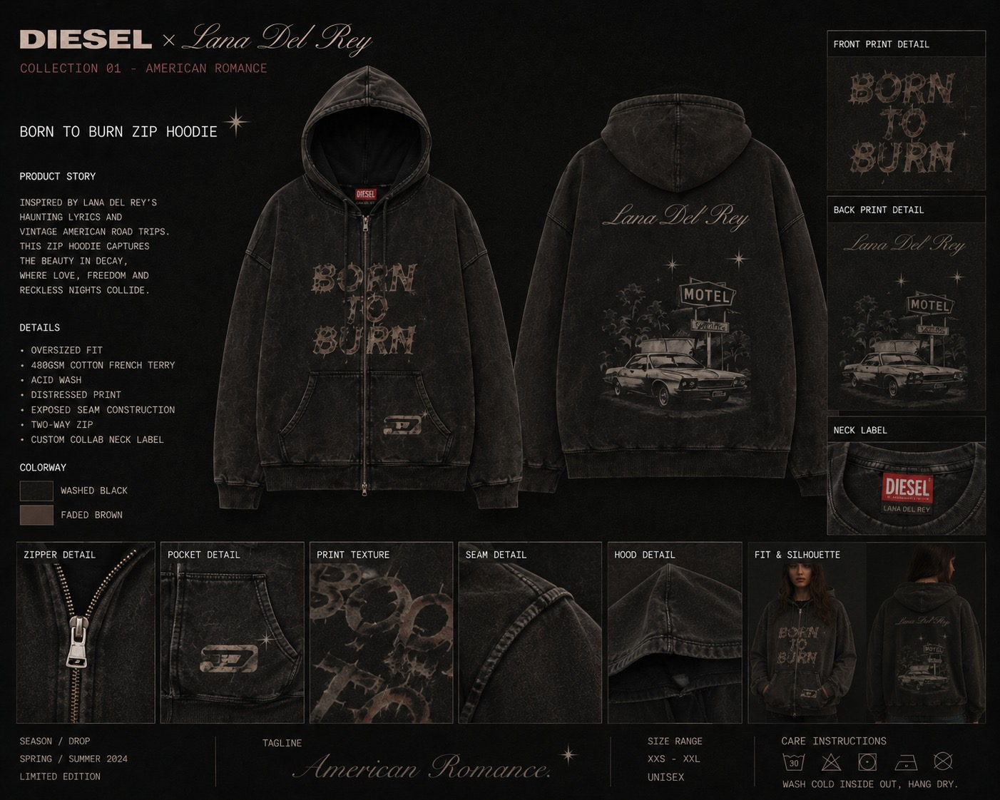 DIESEL × Lana Del Rey
COLLECTION 01 - AMERICAN ROMANCE
BORN TO BURN ZIP HOODIE
PRODUCT STORY
INSPIRED BY LANA DEL REY'S
HAUNTING LYRICS AND
VINTAGE AMERICAN ROAD TRIPS.
THIS ZIP HOODIE CAPTURES
THE BEAUTY IN DECAY,
WHERE LOVE, FREEDOM AND
RECKLESS NIGHTS COLLIDE.
DETAILS
• OVERSIZED FIT
• 480GSM COTTON FRENCH TERRY
• ACID WASH
• DISTRESSED PRINT
• EXPOSED SEAM CONSTRUCTION
• TWO-WAY ZIP
• CUSTOM COLLAB NECK LABEL
COLORWAY
WASHED BLACK
FADED BROWN
DIESEL
BORN
TO
BURN
Lana Del Rey
MOTEL
FRONT PRINT DETAIL
BORN
TO
BURN
BACK PRINT DETAIL
Lana Del Rey
MOTEL
NECK LABEL
DIESEL
LANA DEL REY
ZIPPER DETAIL
POCKET DETAIL
PRINT TEXTURE
SEAM DETAIL
HOOD DETAIL
FIT & SILHOUETTE
BORN
TO
BURN
Lana Del Rey
MOTEL
SEASON / DROP
SPRING / SUMMER 2024
LIMITED EDITION
TAGLINE
American Romance.
SIZE RANGE
XXS - XXL
UNISEX
CARE INSTRUCTIONS
30
WASH COLD INSIDE OUT, HANG DRY.